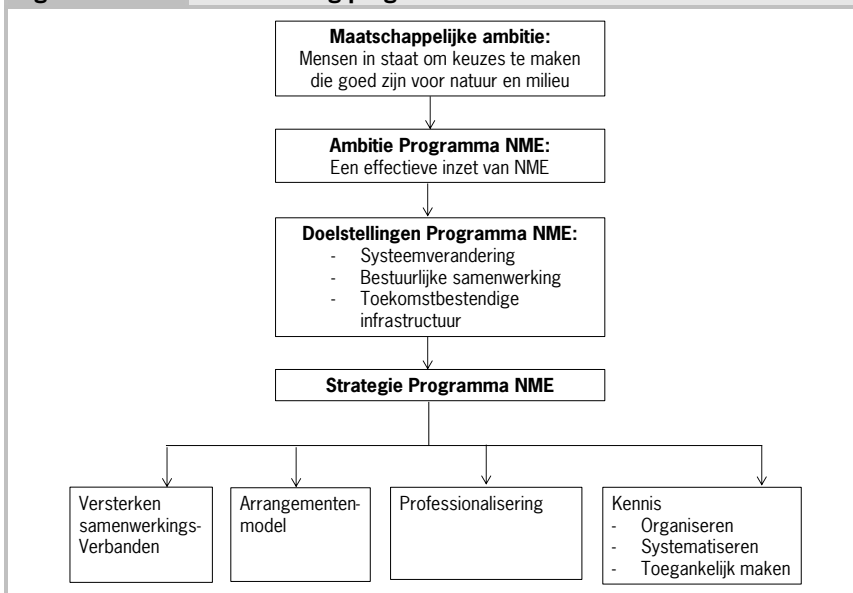 Maatschappelijke ambitie:
Mensen in staat om keuzes te maken
die goed zijn voor natuur en milieu
Ambitie Programma NME:
Een effectieve inzet van NME
Doelstellingen Programma NME:
- Systeemverandering
- Bestuurlijke samenwerking
- Toekomstbestendige
infrastructuur
Strategie Programma NME
Versterken
samenwerkings-
Verbanden
Arrangementen-
model
Professionalisering
Kennis
- Organiseren
- Systematiseren
- Toegankelijk maken